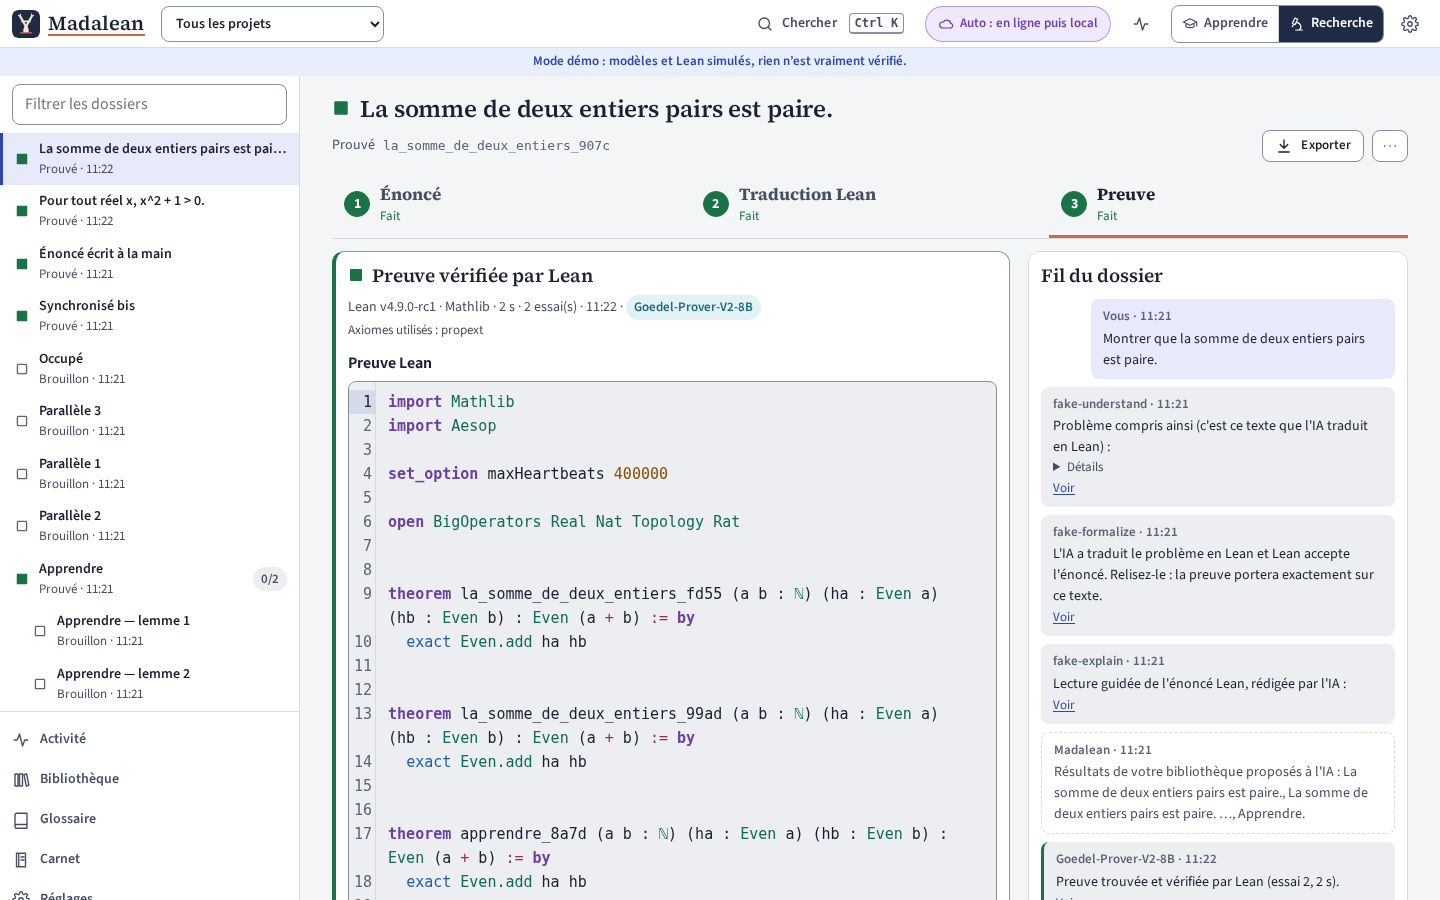 Madalean
Tous les projets
Chercher
Ctrl K
Auto : en ligne puis local
Apprendre
Recherche
Mode démo : modèles et Lean simulés, rien n’est vraiment vérifié.
Filtrer les dossiers
La somme de deux entiers pairs est pai…
Prouvé · 11:22
Pour tout réel x, x^2 + 1 > 0.
Prouvé · 11:22
Énoncé écrit à la main
Prouvé · 11:21
Synchronisé bis
Prouvé · 11:21
Occupé
Brouillon · 11:21
Parallèle 3
Brouillon · 11:21
Parallèle 1
Brouillon · 11:21
Parallèle 2
Brouillon · 11:21
Apprendre
Prouvé · 11:21
0/2
Apprendre — lemme 1
Brouillon · 11:21
Apprendre — lemme 2
Brouillon · 11:21
Activité
Bibliothèque
Glossaire
Carnet
Réglages
La somme de deux entiers pairs est paire.
Prouvé la_somme_de_deux_entiers_907c
Exporter
···
1 Énoncé
Fait
2 Traduction Lean
Fait
3 Preuve
Fait
Preuve vérifiée par Lean
Lean v4.9.0-rc1 · Mathlib · 2 s · 2 essai(s) · 11:22 · Goedel-Prover-V2-8B
Axiomes utilisés : propext
Preuve Lean
1 import Mathlib
2 import Aesop
3
4 set_option maxHeartbeats 400000
5
6 open BigOperators Real Nat Topology Rat
7
8
9 theorem la_somme_de_deux_entiers_fd55 (a b : ℕ) (ha : Even a)
(hb : Even b) : Even (a + b) := by
10 exact Even.add ha hb
11
12
13 theorem la_somme_de_deux_entiers_99ad (a b : ℕ) (ha : Even a)
(hb : Even b) : Even (a + b) := by
14 exact Even.add ha hb
15
16
17 theorem apprendre_8a7d (a b : ℕ) (ha : Even a) (hb : Even b) :
Even (a + b) := by
18 exact Even.add ha hb
Fil du dossier
Vous · 11:21
Montrer que la somme de deux entiers pairs
est paire.
fake-understand · 11:21
Problème compris ainsi (c'est ce texte que l'IA traduit
en Lean) :
Détails
Voir
fake-formalize · 11:21
L'IA a traduit le problème en Lean et Lean accepte
l'énoncé. Relisez-le : la preuve portera exactement sur
ce texte.
Voir
fake-explain · 11:21
Lecture guidée de l'énoncé Lean, rédigée par l'IA :
Voir
Madalean · 11:21
Résultats de votre bibliothèque proposés à l'IA : La
somme de deux entiers pairs est paire., La somme de
deux entiers pairs est paire. …, Apprendre.
Goedel-Prover-V2-8B · 11:22
Preuve trouvée et vérifiée par Lean (essai 2, 2 s).